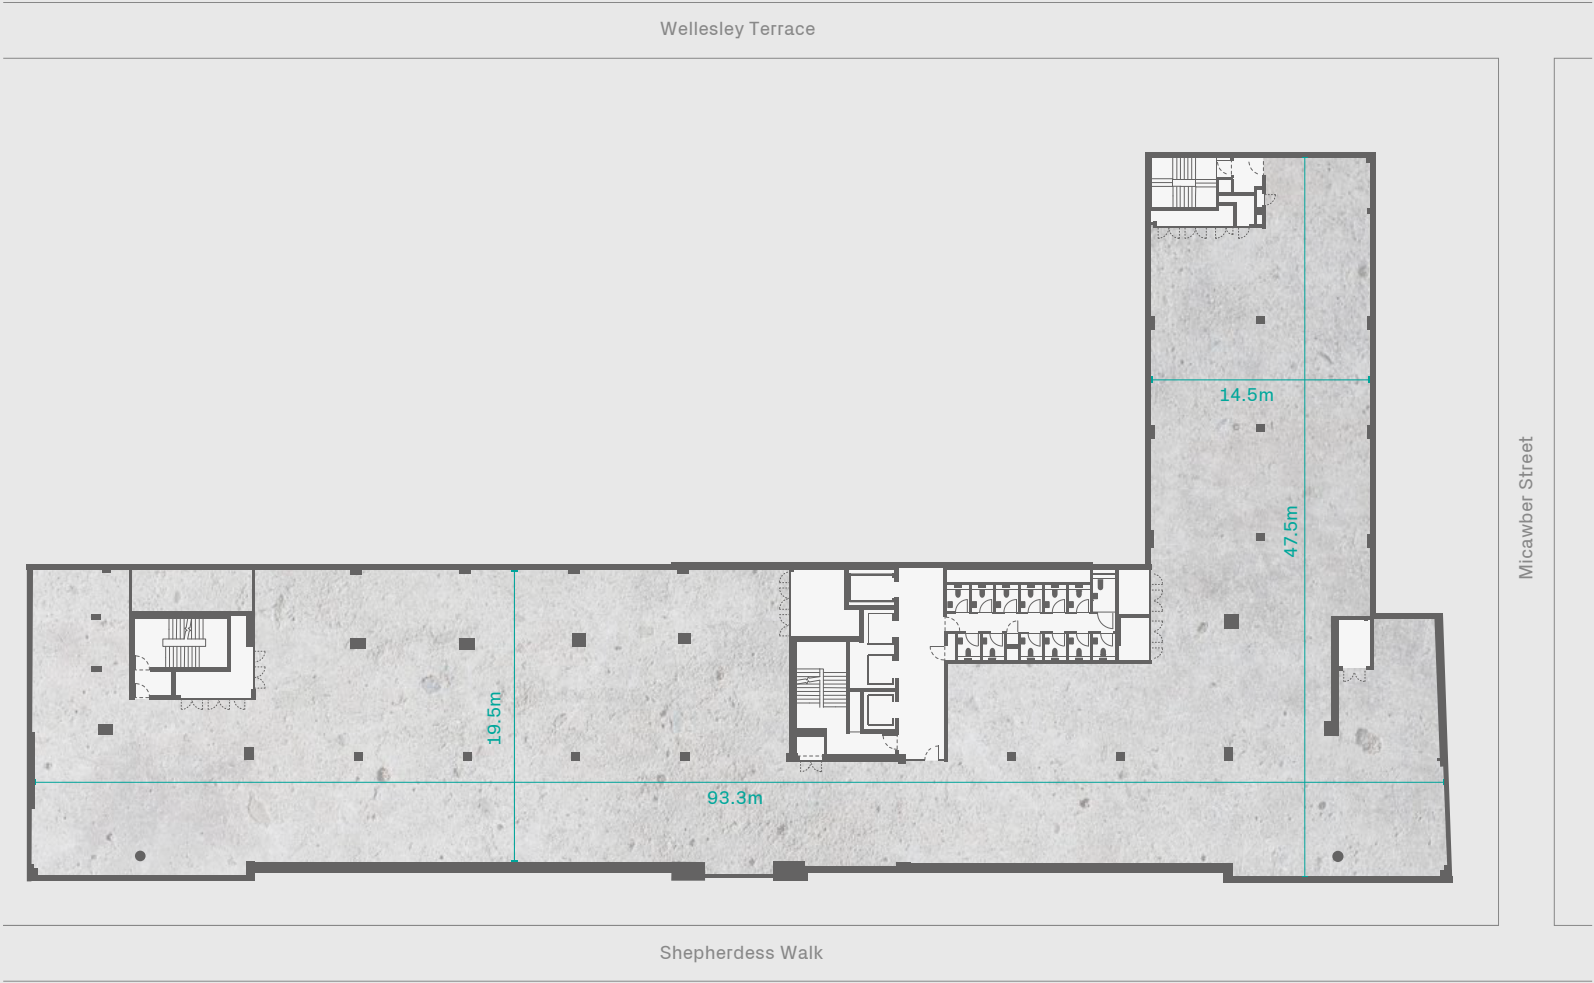 Wellesley Terrace
14.5m
Micawber Street
47.5m
19.5m
93.3m
Shepherdess Walk